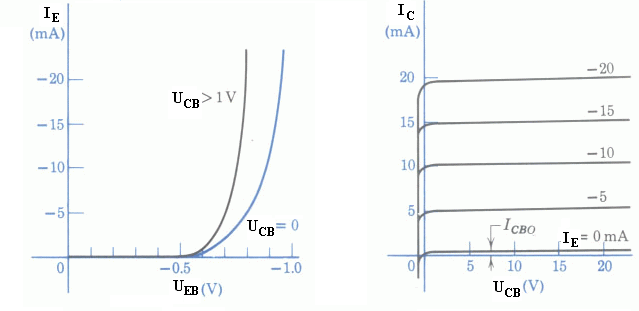 I_E
(mA)
−20
−15
−10
−5
0
−0.5
−1.0
U_CB > 1 V
U_CB = 0
U_EB (V)
I_C
(mA)
20
15
10
5
0
5
10
15
20
−20
−15
−10
−5
I_CBO
I_E = 0 mA
U_CB (V)